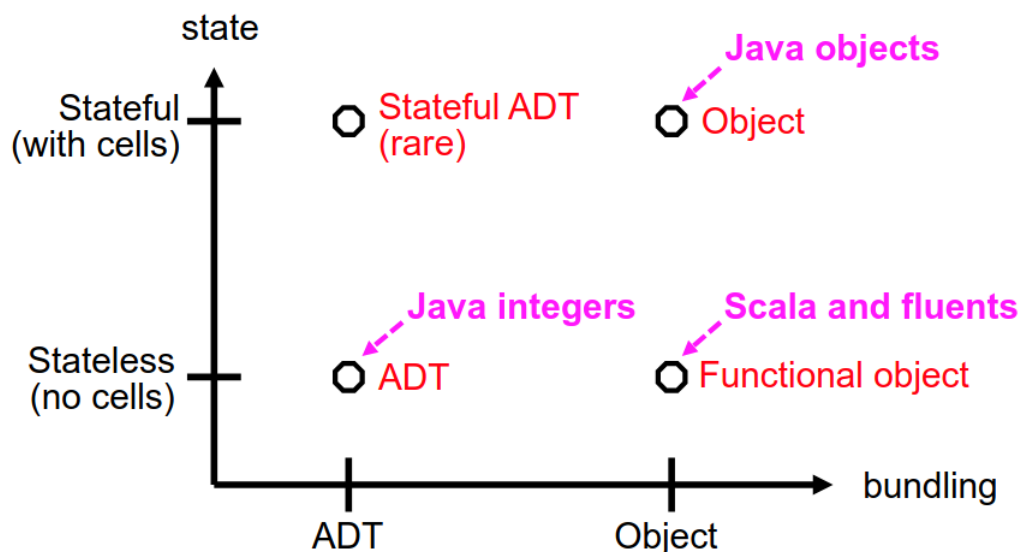 state
Java objects
Stateful
(with cells)
Stateful ADT
(rare)
Object
Java integers
Scala and fluents
Stateless
(no cells)
ADT
Functional object
bundling
ADT
Object